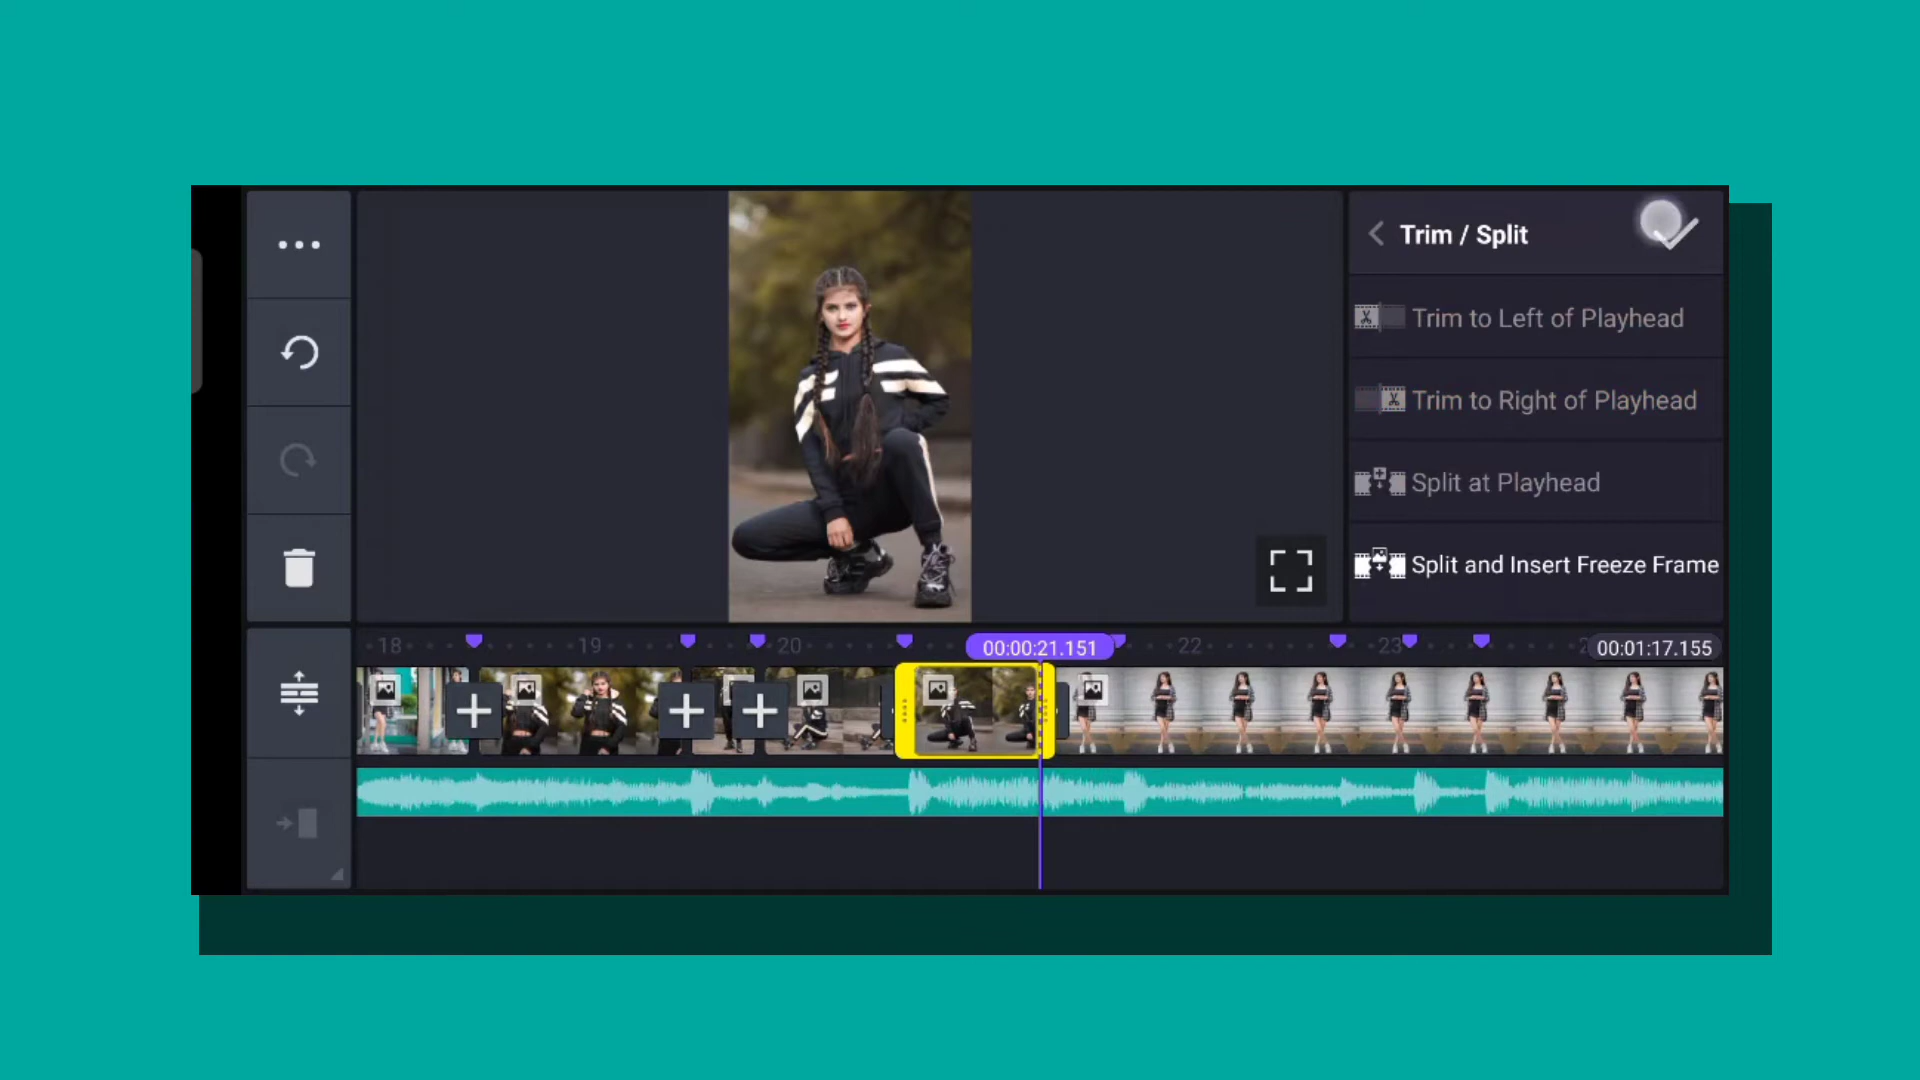 Trim / Split
Trim to Left of Playhead
Trim to Right of Playhead
Split at Playhead
Split and Insert Freeze Frame
18 19 20 00:00:21.151 22 23 00:01:17.155